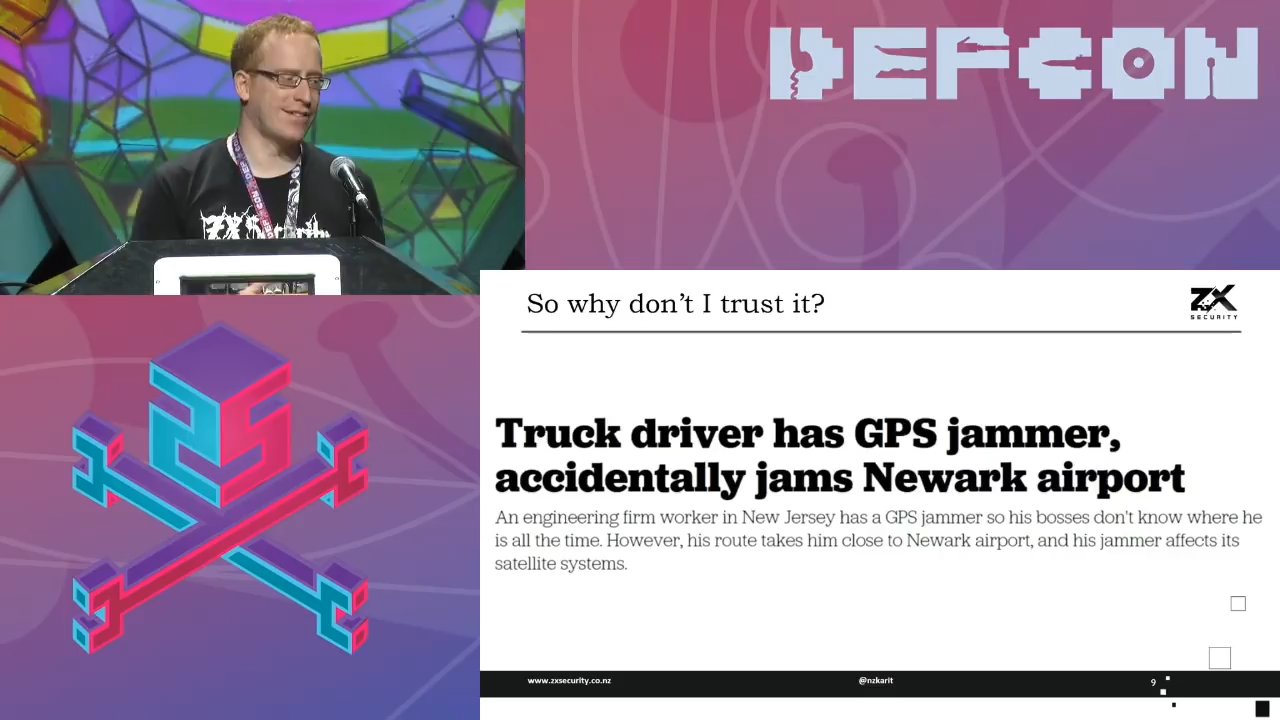 DEFCON
ZX Security
So why don't I trust it?
ZX
SECURITY
Truck driver has GPS jammer,
accidentally jams Newark airport
An engineering firm worker in New Jersey has a GPS jammer so his bosses don't know where he
is all the time. However, his route takes him close to Newark airport, and his jammer affects its
satellite systems.
www.zxsecurity.co.nz
@nzkarit
9
25